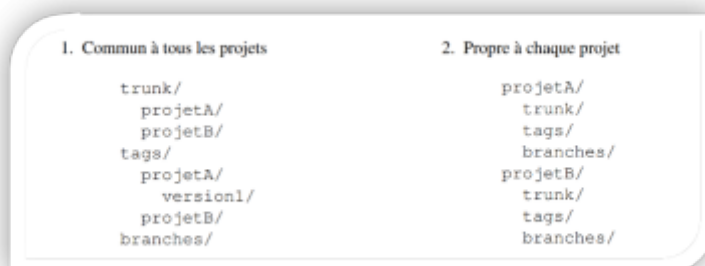 1. Commun à tous les projets
trunk/
projetA/
projetB/
tags/
projetA/
version1/
projetB/
branches/
2. Propre à chaque projet
projetA/
trunk/
tags/
branches/
projetB/
trunk/
tags/
branches/